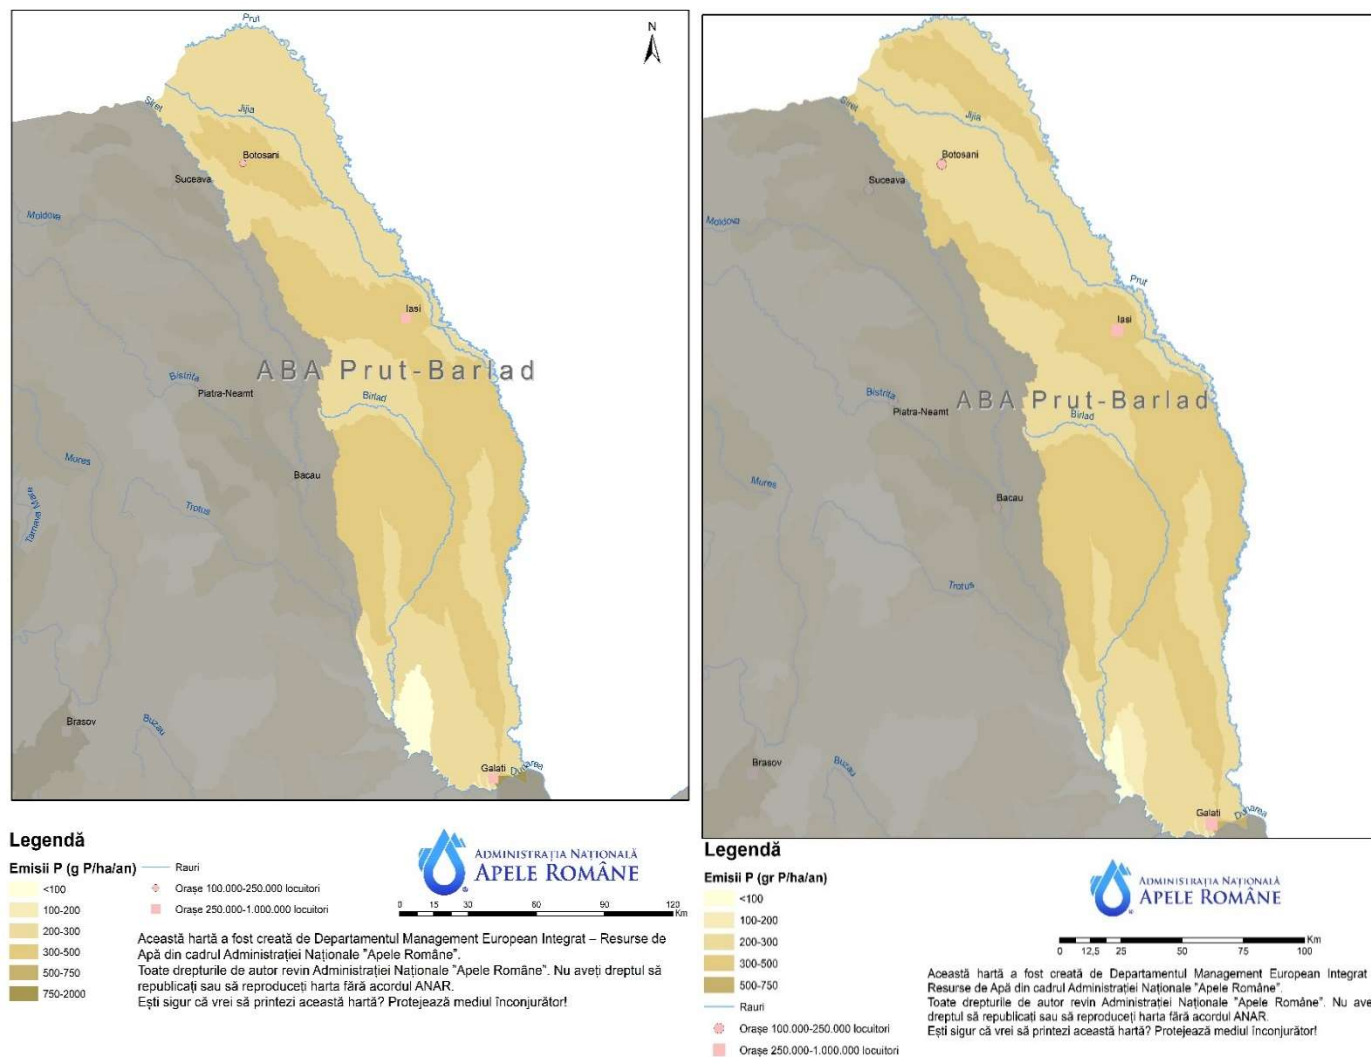 Prut
N
Siret
Jijia
Botosani
Suceava
Moldova
Iasi
ABA Prut-Barlad
Bistrita
Piatra-Neamt
Birlad
Mures
Bacau
Tarnava Mare
Trotus
Brasov
Buzau
Galati
Dunarea
Legendă
Emisii P (g P/ha/an)
<100
100-200
200-300
300-500
500-750
750-2000
Rauri
Orașe 100.000-250.000 locuitori
Orașe 250.000-1.000.000 locuitori
ADMINISTRAȚIA NAȚIONALĂ
APELE ROMÂNE
0 15 30 60 90 120
Km
Această hartă a fost creată de Departamentul Management European Integrat – Resurse de
Apă din cadrul Administrației Naționale "Apele Române".
Toate drepturile de autor revin Administrației Naționale "Apele Române". Nu aveți dreptul să
republicați sau să reproduceți harta fără acordul ANAR.
Ești sigur că vrei să printezi această hartă? Protejează mediul înconjurător!
Siret
Jijia
Botosani
Suceava
Moldova
Prut
Iasi
ABA Prut-Barlad
Bistrita
Piatra-Neamt
Birlad
Mures
Bacau
Trotus
Brasov
Buzau
Galati
Dunarea
Legendă
Emisii P (gr P/ha/an)
<100
100-200
200-300
300-500
500-750
Rauri
Orașe 100.000-250.000 locuitori
Orașe 250.000-1.000.000 locuitori
ADMINISTRAȚIA NAȚIONALĂ
APELE ROMÂNE
Km
0 12,5 25 50 75 100
Această hartă a fost creată de Departamentul Management European Integrat
Resurse de Apă din cadrul Administrației Naționale "Apele Române".
Toate drepturile de autor revin Administrației Naționale "Apele Române". Nu ave
dreptul să republicați sau să reproduceți harta fără acordul ANAR.
Ești sigur că vrei să printezi această hartă? Protejează mediul înconjurător!